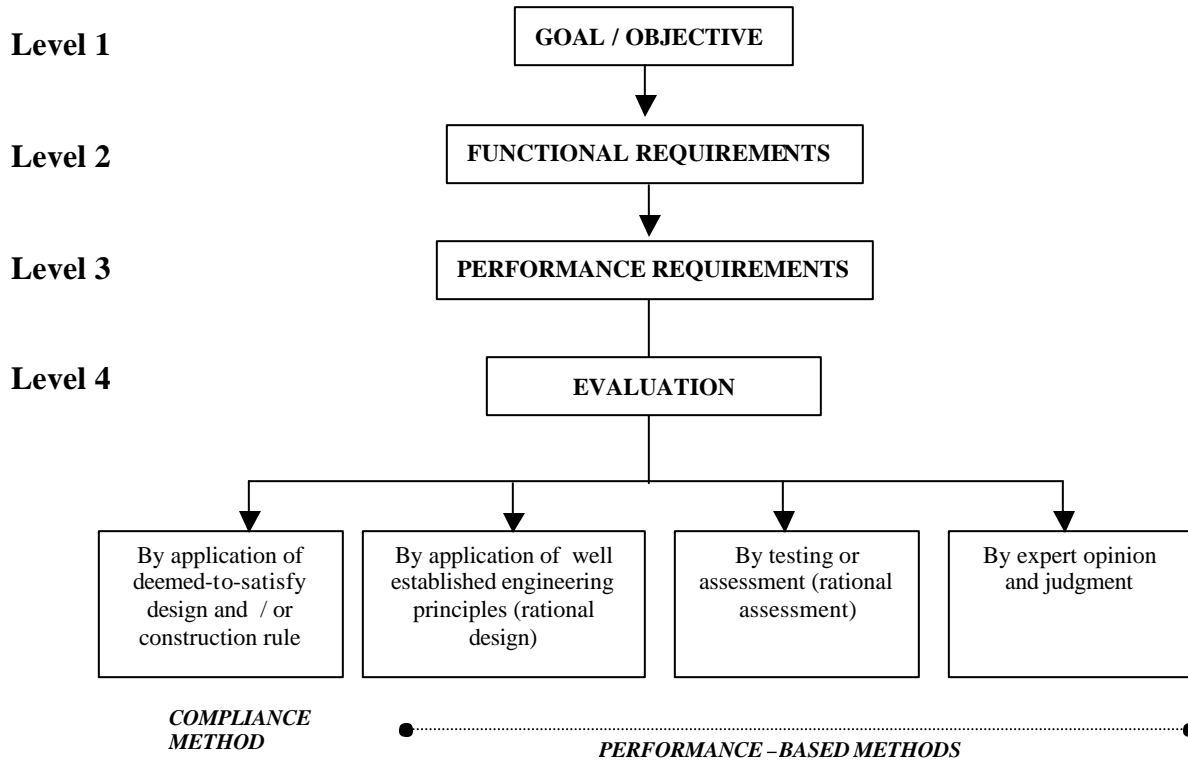 Level 1
GOAL / OBJECTIVE
Level 2
FUNCTIONAL REQUIREMENTS
Level 3
PERFORMANCE REQUIREMENTS
Level 4
EVALUATION
By application of
deemed-to-satisfy
design and / or
construction rule
By application of well
established engineering
principles (rational
design)
By testing or
assessment (rational
assessment)
By expert opinion
and judgment
COMPLIANCE
METHOD
PERFORMANCE –BASED METHODS